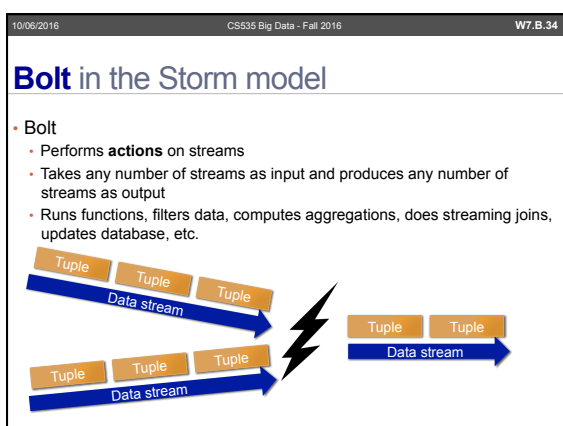 10/06/2016 CS535 Big Data - Fall 2016 W7.B.34
Bolt in the Storm model
• Bolt
• Performs actions on streams
• Takes any number of streams as input and produces any number of
streams as output
• Runs functions, filters data, computes aggregations, does streaming joins,
updates database, etc.
Tuple Tuple Tuple
Data stream
Tuple Tuple
Data stream
Tuple Tuple Tuple
Data stream